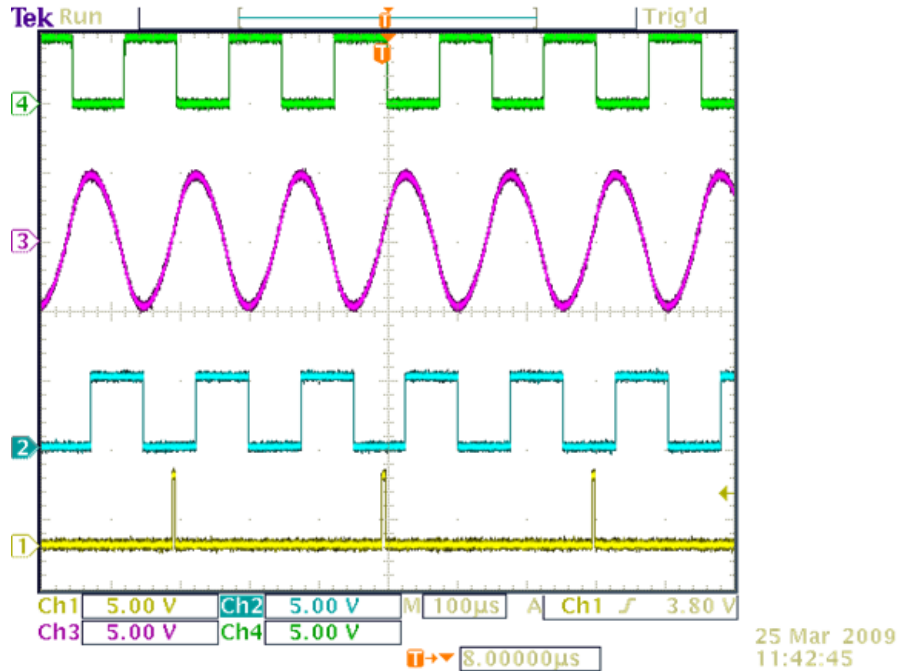 Tek Run Trig'd
T
T
4
3
2
1
Ch1 5.00 V Ch2 5.00 V M 100µs A Ch1 3.80 V
Ch3 5.00 V Ch4 5.00 V
T 8.00000µs
25 Mar 2009
11:42:45